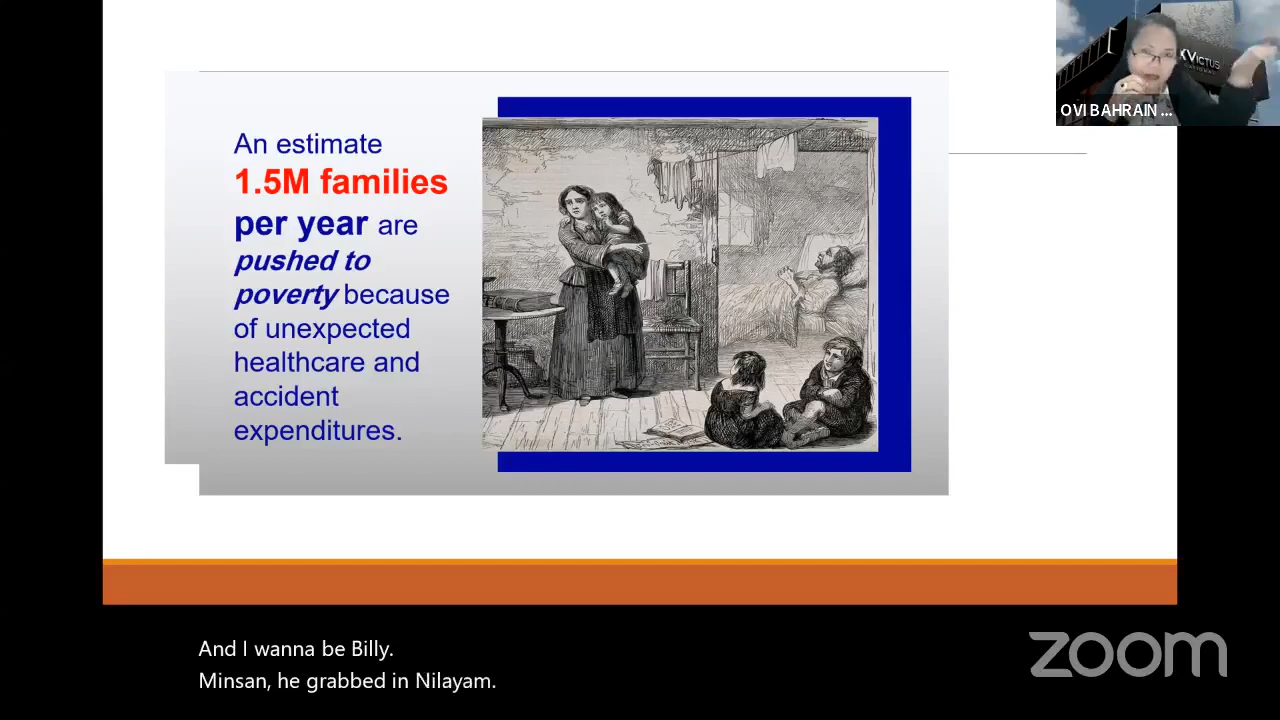 An estimate
1.5M families
per year are
pushed to
poverty because
of unexpected
healthcare and
accident
expenditures.
OVI BAHRAIN ...
And I wanna be Billy.
Minsan, he grabbed in Nilayam.
zoom